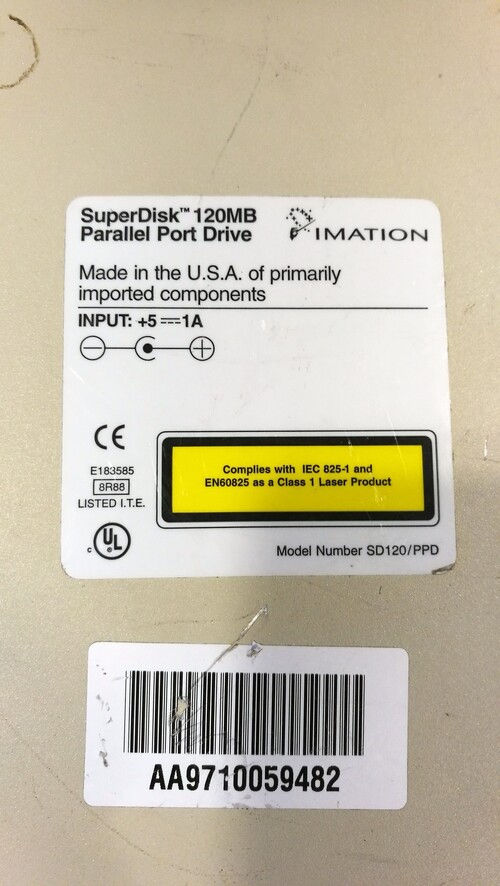 SuperDisk™ 120MB
Parallel Port Drive
IMATION
Made in the U.S.A. of primarily
imported components
INPUT: +5 ⎓ 1A
CE
E183585
8R88
LISTED I.T.E.
c UL ®
Complies with IEC 825-1 and
EN60825 as a Class 1 Laser Product
Model Number SD120/PPD
AA9710059482